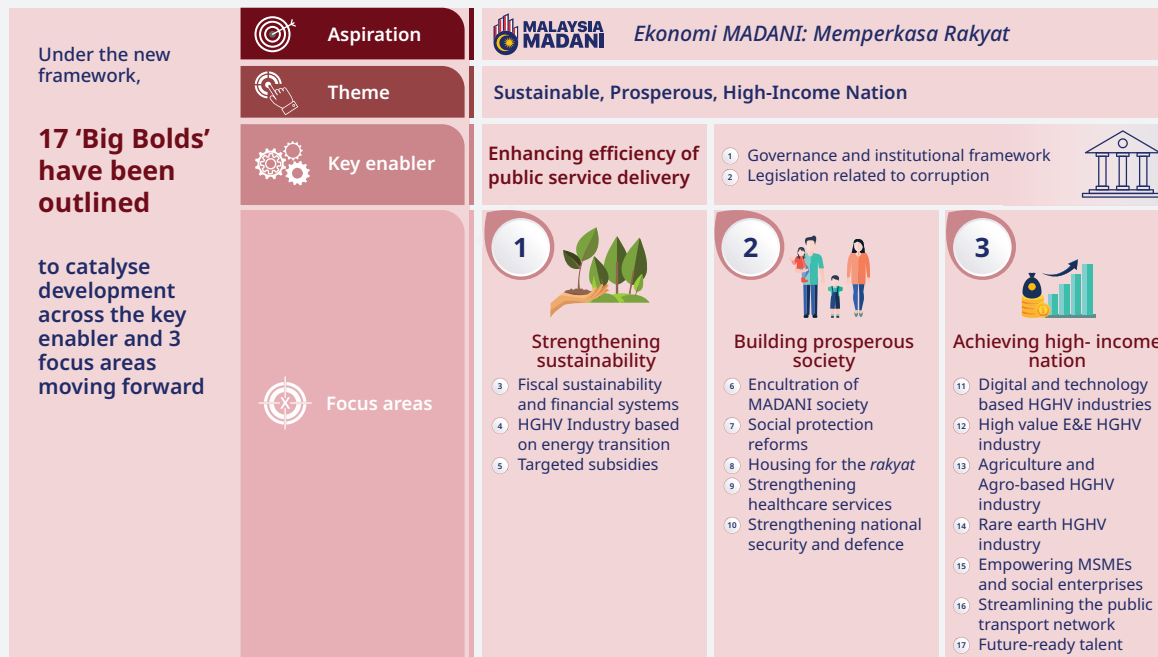 Under the new
framework,
17 ‘Big Bolds’
have been
outlined
to catalyse
development
across the key
enabler and 3
focus areas
moving forward
Aspiration
MALAYSIA
MADANI
Ekonomi MADANI: Memperkasa Rakyat
Theme
Sustainable, Prosperous, High-Income Nation
Key enabler
Enhancing efficiency of
public service delivery
1 Governance and institutional framework
2 Legislation related to corruption
Focus areas
1
Strengthening
sustainability
3 Fiscal sustainability
and financial systems
4 HGHV Industry based
on energy transition
5 Targeted subsidies
2
Building prosperous
society
6 Encultration of
MADANI society
7 Social protection
reforms
8 Housing for the rakyat
9 Strengthening
healthcare services
10 Strengthening national
security and defence
3
Achieving high- income
nation
11 Digital and technology
based HGHV industries
12 High value E&E HGHV
industry
13 Agriculture and
Agro-based HGHV
industry
14 Rare earth HGHV
industry
15 Empowering MSMEs
and social enterprises
16 Streamlining the public
transport network
17 Future-ready talent